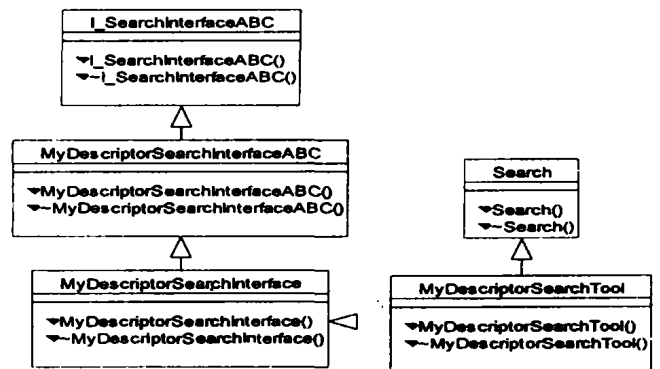 I_SearchInterfaceABC
I_SearchInterfaceABC()
~I_SearchInterfaceABC()
MyDescriptorSearchInterfaceABC
MyDescriptorSearchInterfaceABC()
~MyDescriptorSearchInterfaceABC()
Search
Search()
~Search()
MyDescriptorSearchInterface
MyDescriptorSearchInterface()
~MyDescriptorSearchInterface()
MyDescriptorSearchTool
MyDescriptorSearchTool()
~MyDescriptorSearchTool()